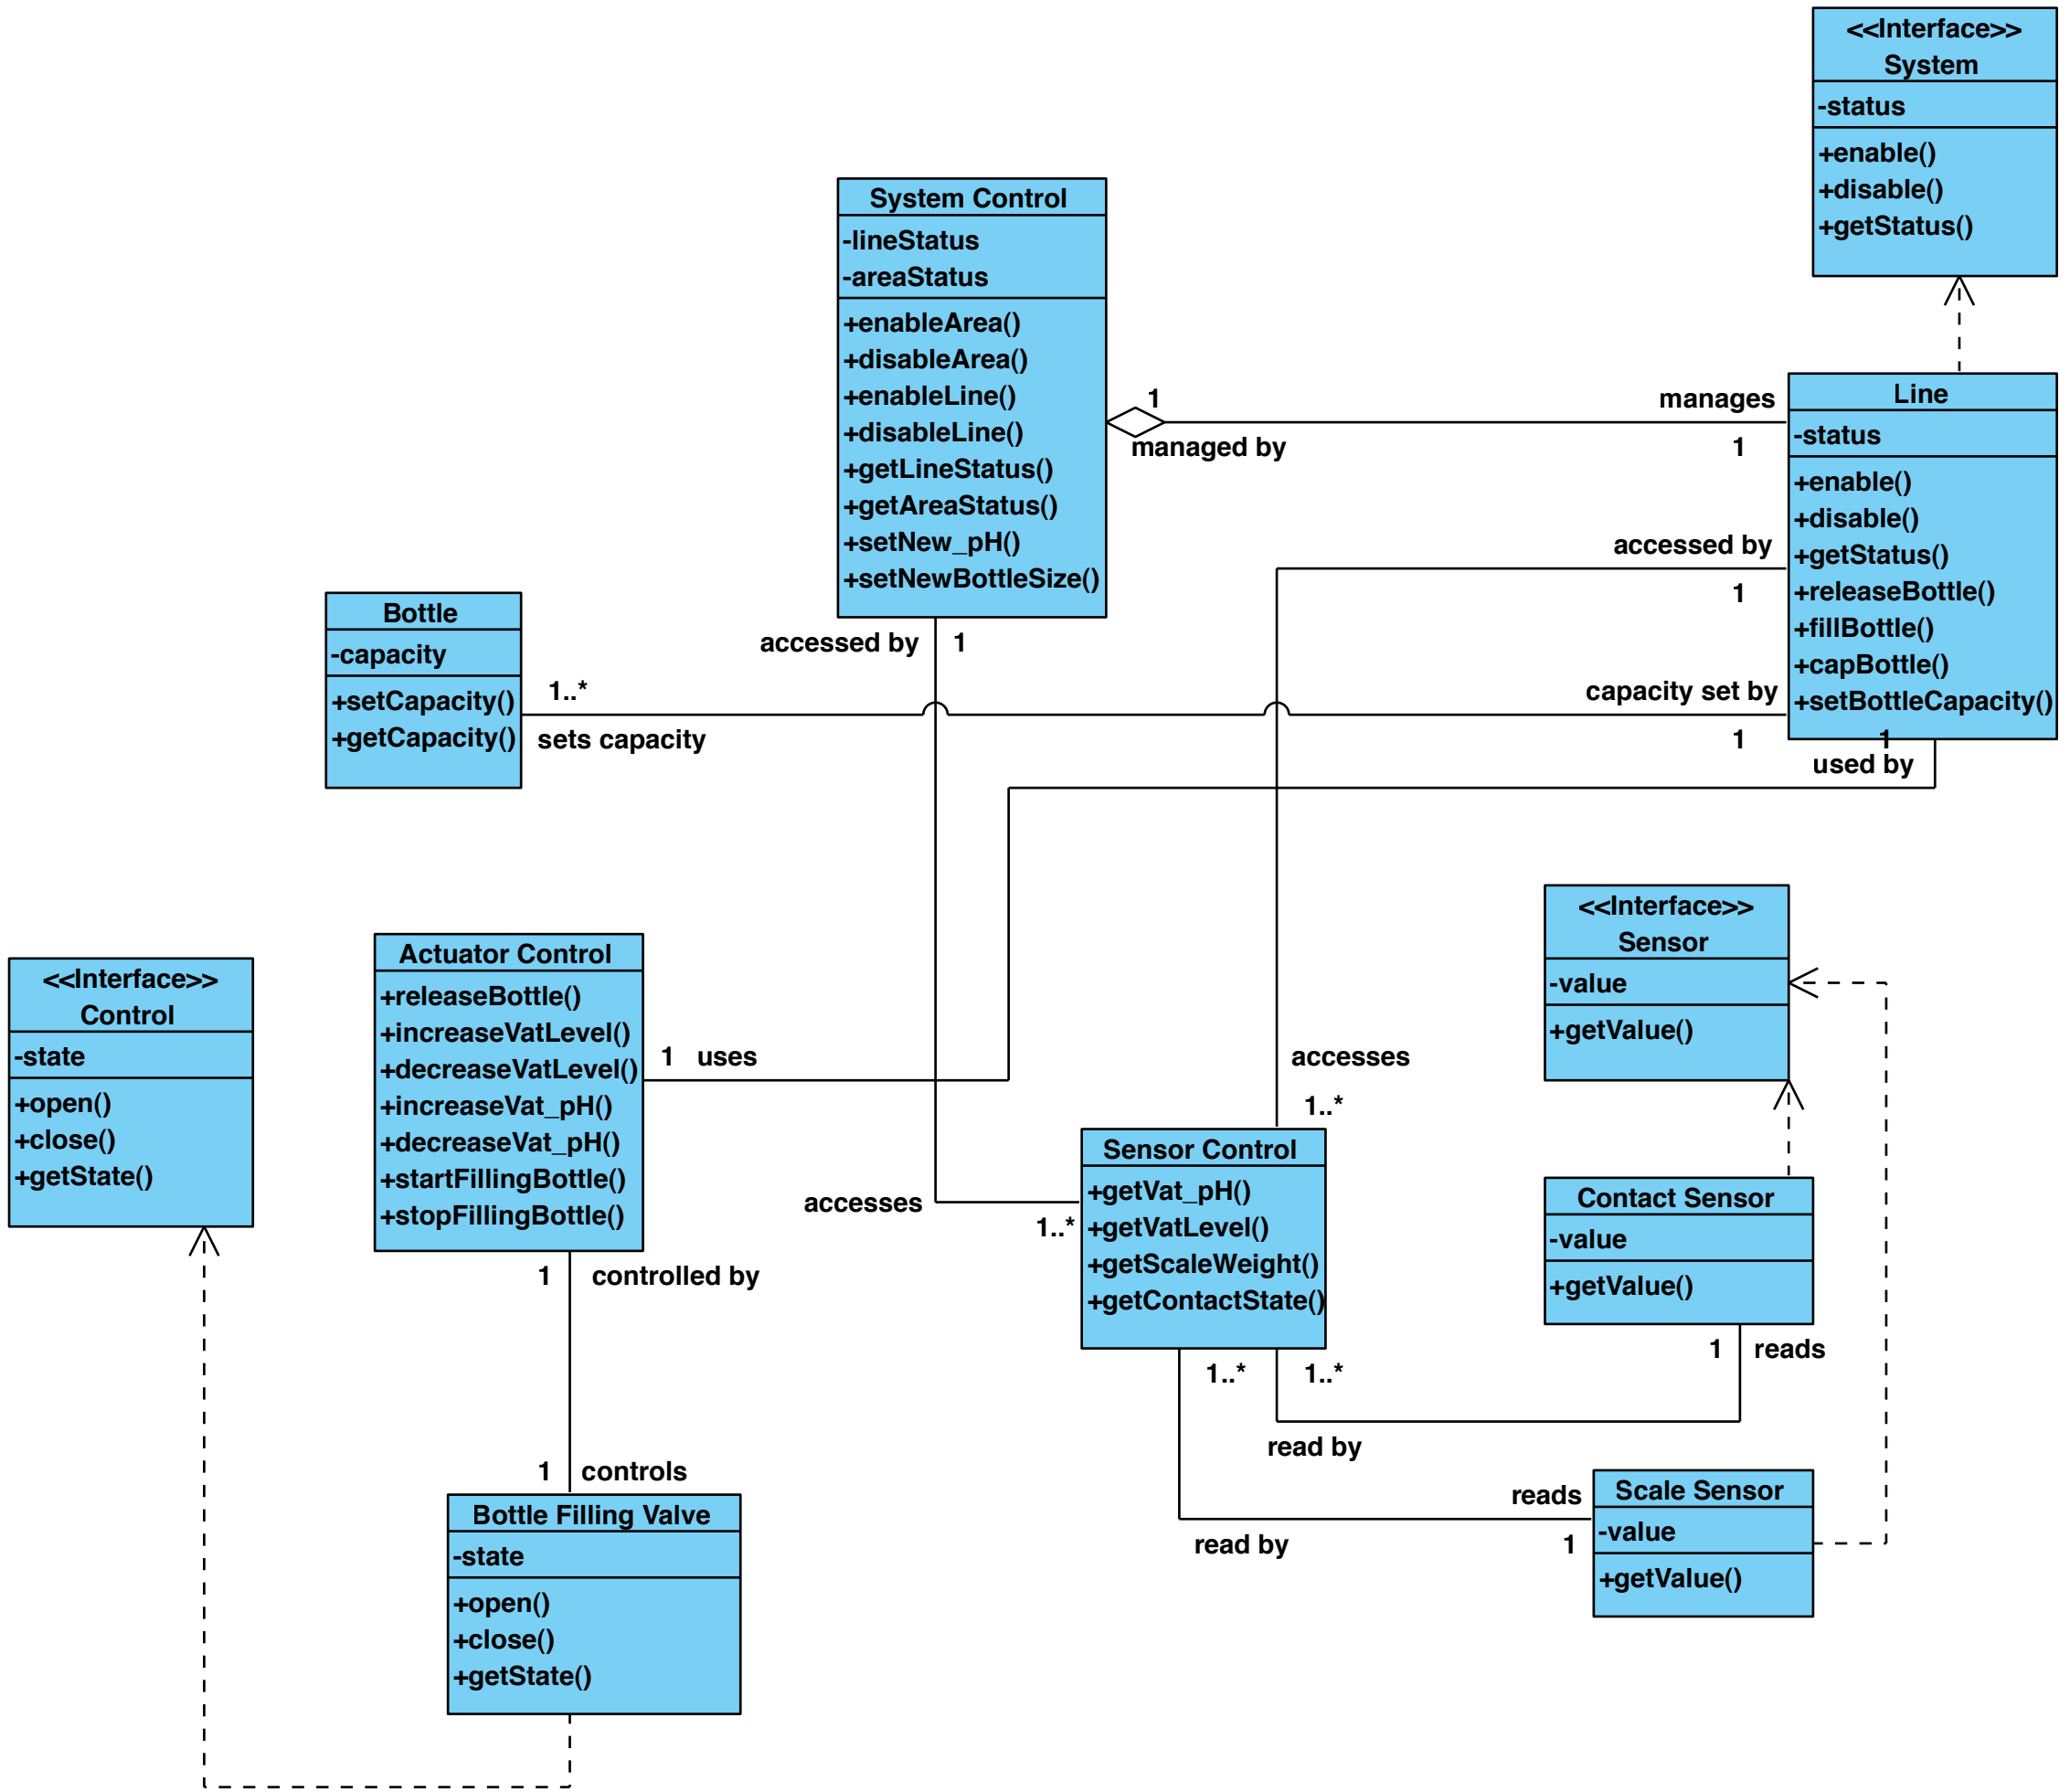 <<Interface>>
System
-status
+enable()
+disable()
+getStatus()
System Control
-lineStatus
-areaStatus
+enableArea()
+disableArea()
+enableLine()
+disableLine()
+getLineStatus()
+getAreaStatus()
+setNew_pH()
+setNewBottleSize()
1
managed by
manages
1
Line
-status
+enable()
+disable()
+getStatus()
+releaseBottle()
+fillBottle()
+capBottle()
+setBottleCapacity()
accessed by
1
capacity set by
1
1
used by
Bottle
-capacity
+setCapacity()
+getCapacity()
1..*
sets capacity
accessed by 1
<<Interface>>
Control
-state
+open()
+close()
+getState()
Actuator Control
+releaseBottle()
+increaseVatLevel()
+decreaseVatLevel()
+increaseVat_pH()
+decreaseVat_pH()
+startFillingBottle()
+stopFillingBottle()
1 uses
1 controlled by
1 controls
Bottle Filling Valve
-state
+open()
+close()
+getState()
accesses
1..*
accesses
1..*
Sensor Control
+getVat_pH()
+getVatLevel()
+getScaleWeight()
+getContactState()
1..*
1..*
read by
read by
<<Interface>>
Sensor
-value
+getValue()
Contact Sensor
-value
+getValue()
1 reads
reads
1
Scale Sensor
-value
+getValue()